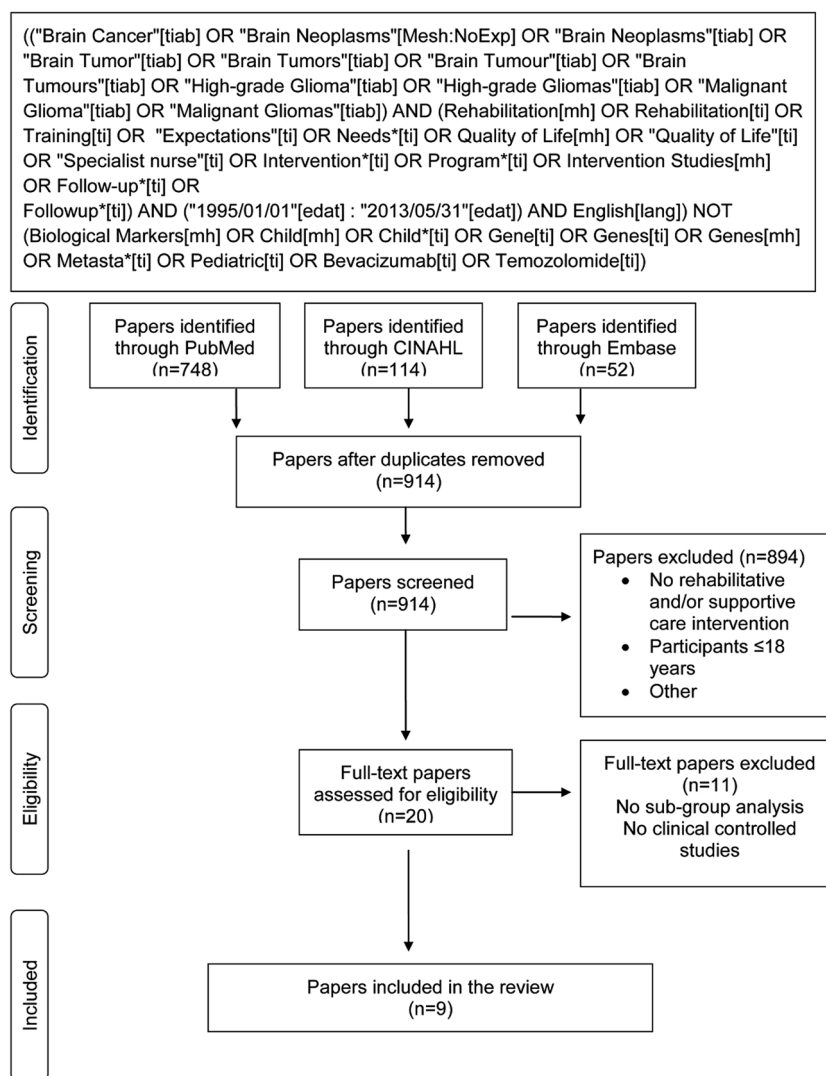 (("Brain Cancer"[tiab] OR "Brain Neoplasms"[Mesh:NoExp] OR "Brain Neoplasms"[tiab] OR
"Brain Tumor"[tiab] OR "Brain Tumors"[tiab] OR "Brain Tumour"[tiab] OR "Brain
Tumours"[tiab] OR "High-grade Glioma"[tiab] OR "High-grade Gliomas"[tiab] OR "Malignant
Glioma"[tiab] OR "Malignant Gliomas"[tiab]) AND (Rehabilitation[mh] OR Rehabilitation[ti] OR
Training[ti] OR "Expectations"[ti] OR Needs*[ti] OR Quality of Life[mh] OR "Quality of Life"[ti]
OR "Specialist nurse"[ti] OR Intervention*[ti] OR Program*[ti] OR Intervention Studies[mh]
OR Follow-up*[ti] OR
Followup*[ti]) AND ("1995/01/01"[edat] : "2013/05/31"[edat]) AND English[lang]) NOT
(Biological Markers[mh] OR Child[mh] OR Child*[ti] OR Gene[ti] OR Genes[ti] OR Genes[mh]
OR Metasta*[ti] OR Pediatric[ti] OR Bevacizumab[ti] OR Temozolomide[ti])
Identification
Papers identified
through PubMed
(n=748)
Papers identified
through CINAHL
(n=114)
Papers identified
through Embase
(n=52)
Papers after duplicates removed
(n=914)
Screening
Papers screened
(n=914)
Papers excluded (n=894)
• No rehabilitative
and/or supportive
care intervention
• Participants ≤18
years
• Other
Eligibility
Full-text papers
assessed for eligibility
(n=20)
Full-text papers excluded
(n=11)
No sub-group analysis
No clinical controlled
studies
Included
Papers included in the review
(n=9)